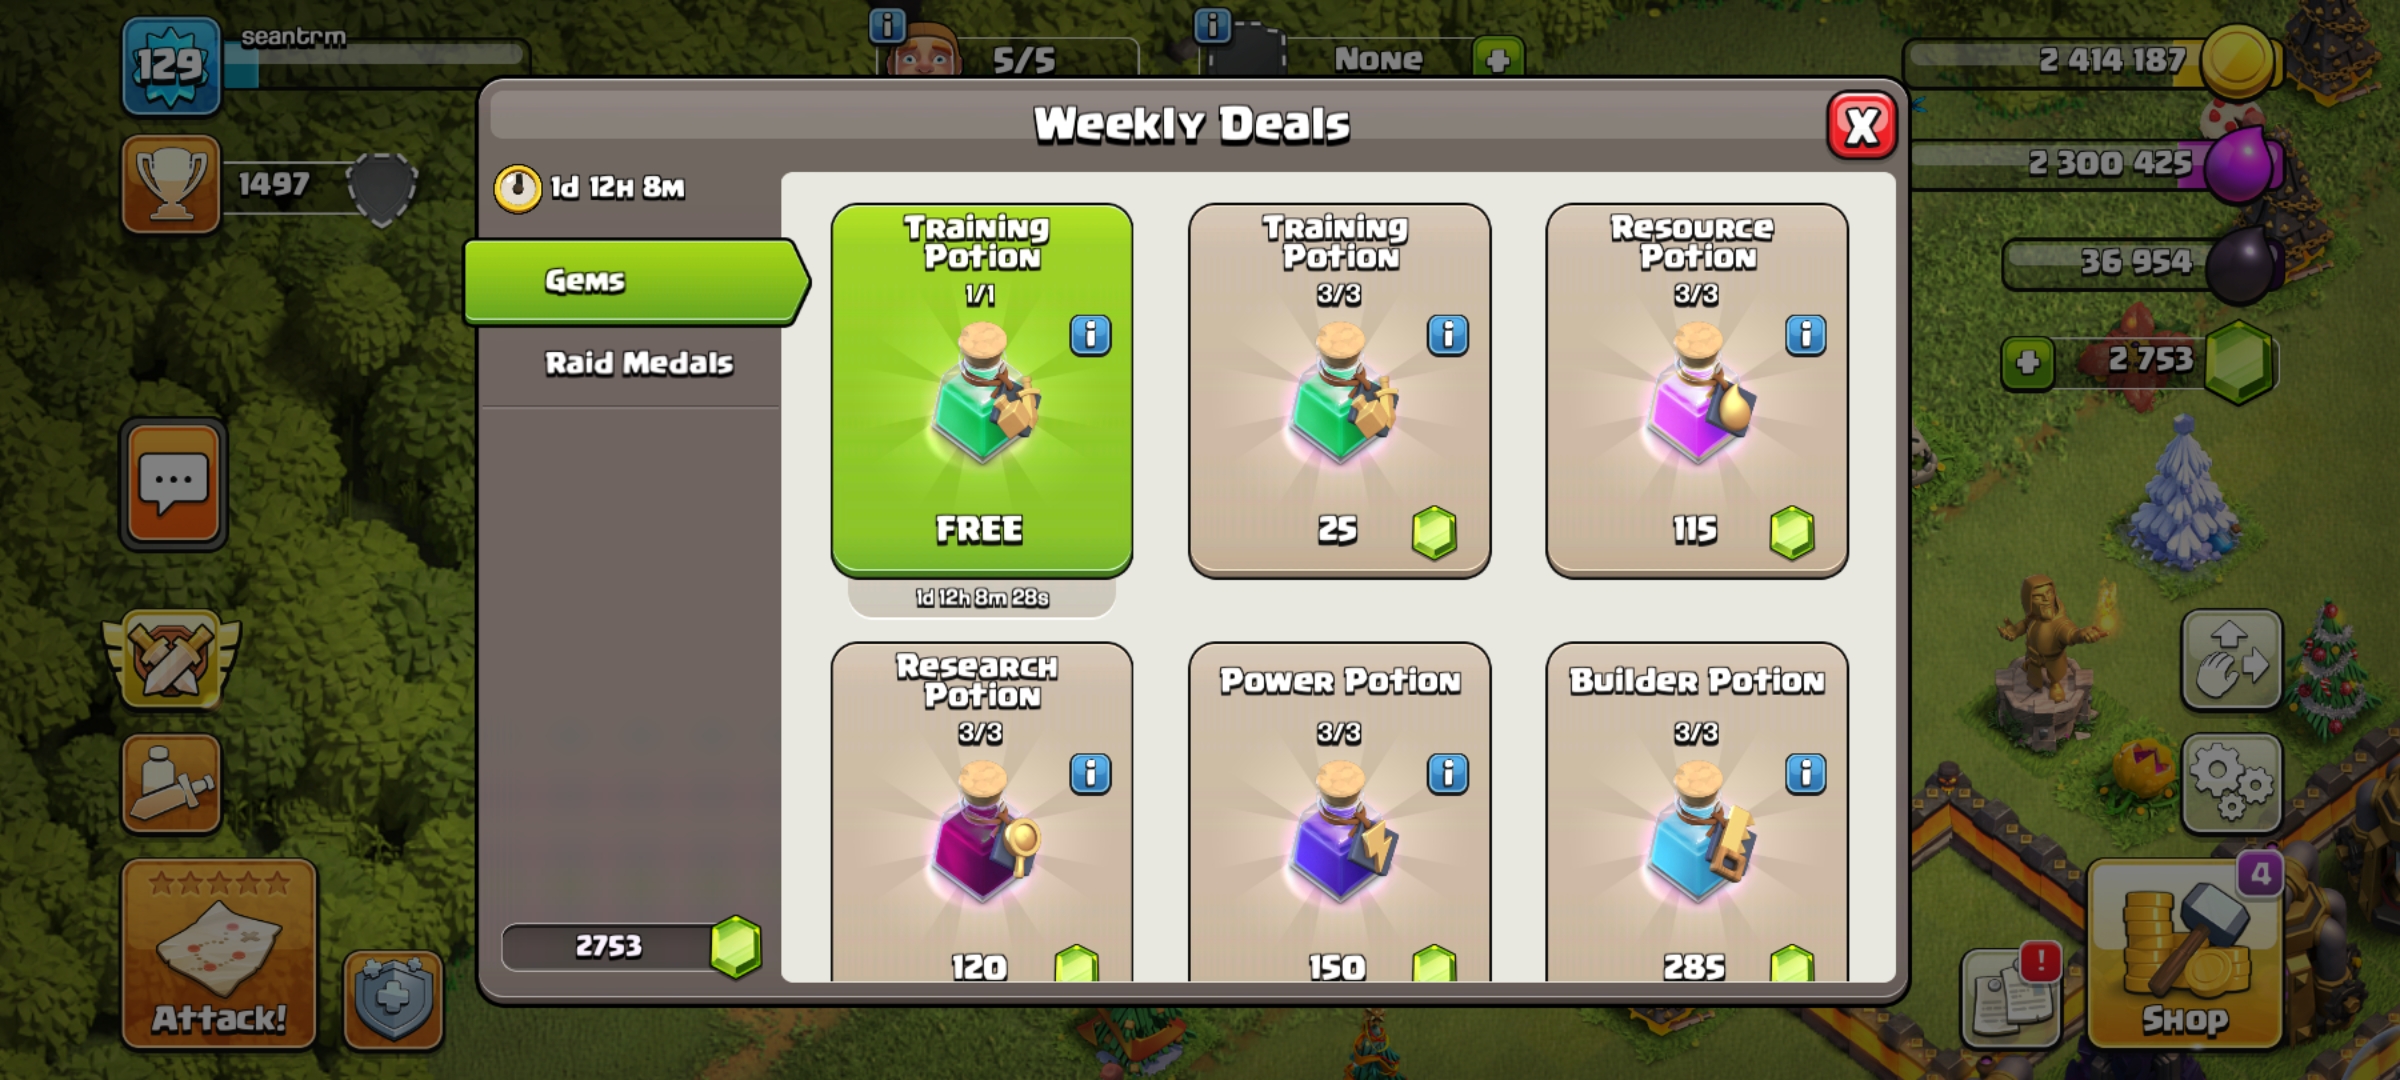 129
seantrm
5/5
None
2 414 187
1497
2 300 425
36 954
2 753
Weekly Deals
X
1d 12H 8M
Gems
Raid Medals
2753
Training
Potion
1/1
FREE
1d 12h 8m 28s
Training
Potion
3/3
25
Resource
Potion
3/3
115
Research
Potion
3/3
120
Power Potion
3/3
150
Builder Potion
3/3
285
Attack!
4
!
Shop